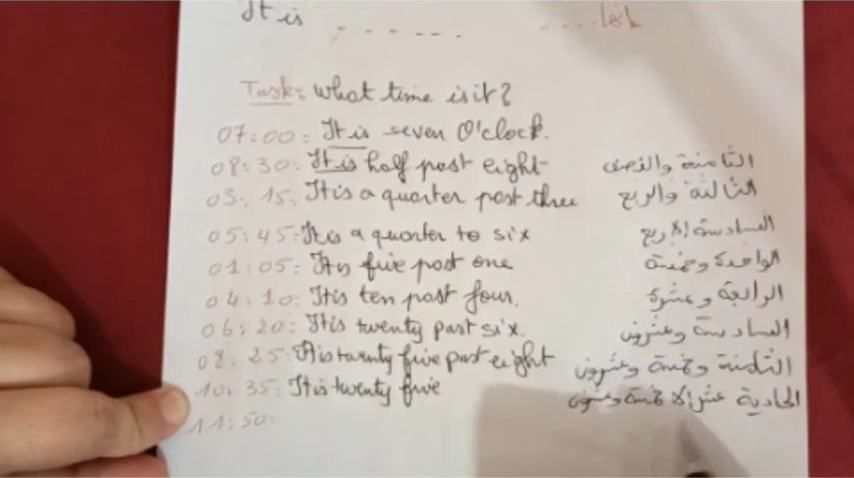 It is
Task: what time is it?
07:00: It is seven O'clock.
08:30: It is half past eight الثامنة والنصف
03:15: It is a quarter past three الثالثة والربع
05:45: It is a quarter to six السادسة إلا ربع
01:05: It is five past one الواحدة وخمسة
04:10: It is ten past four. الرابعة وعشرة
06:20: It is twenty past six. السادسة وعشرون
08:25: It is twenty five past eight الثامنة وخمسة وعشرون
10:35: It is twenty five الحادية عشر إلا خمسة وعشرون
11:50: